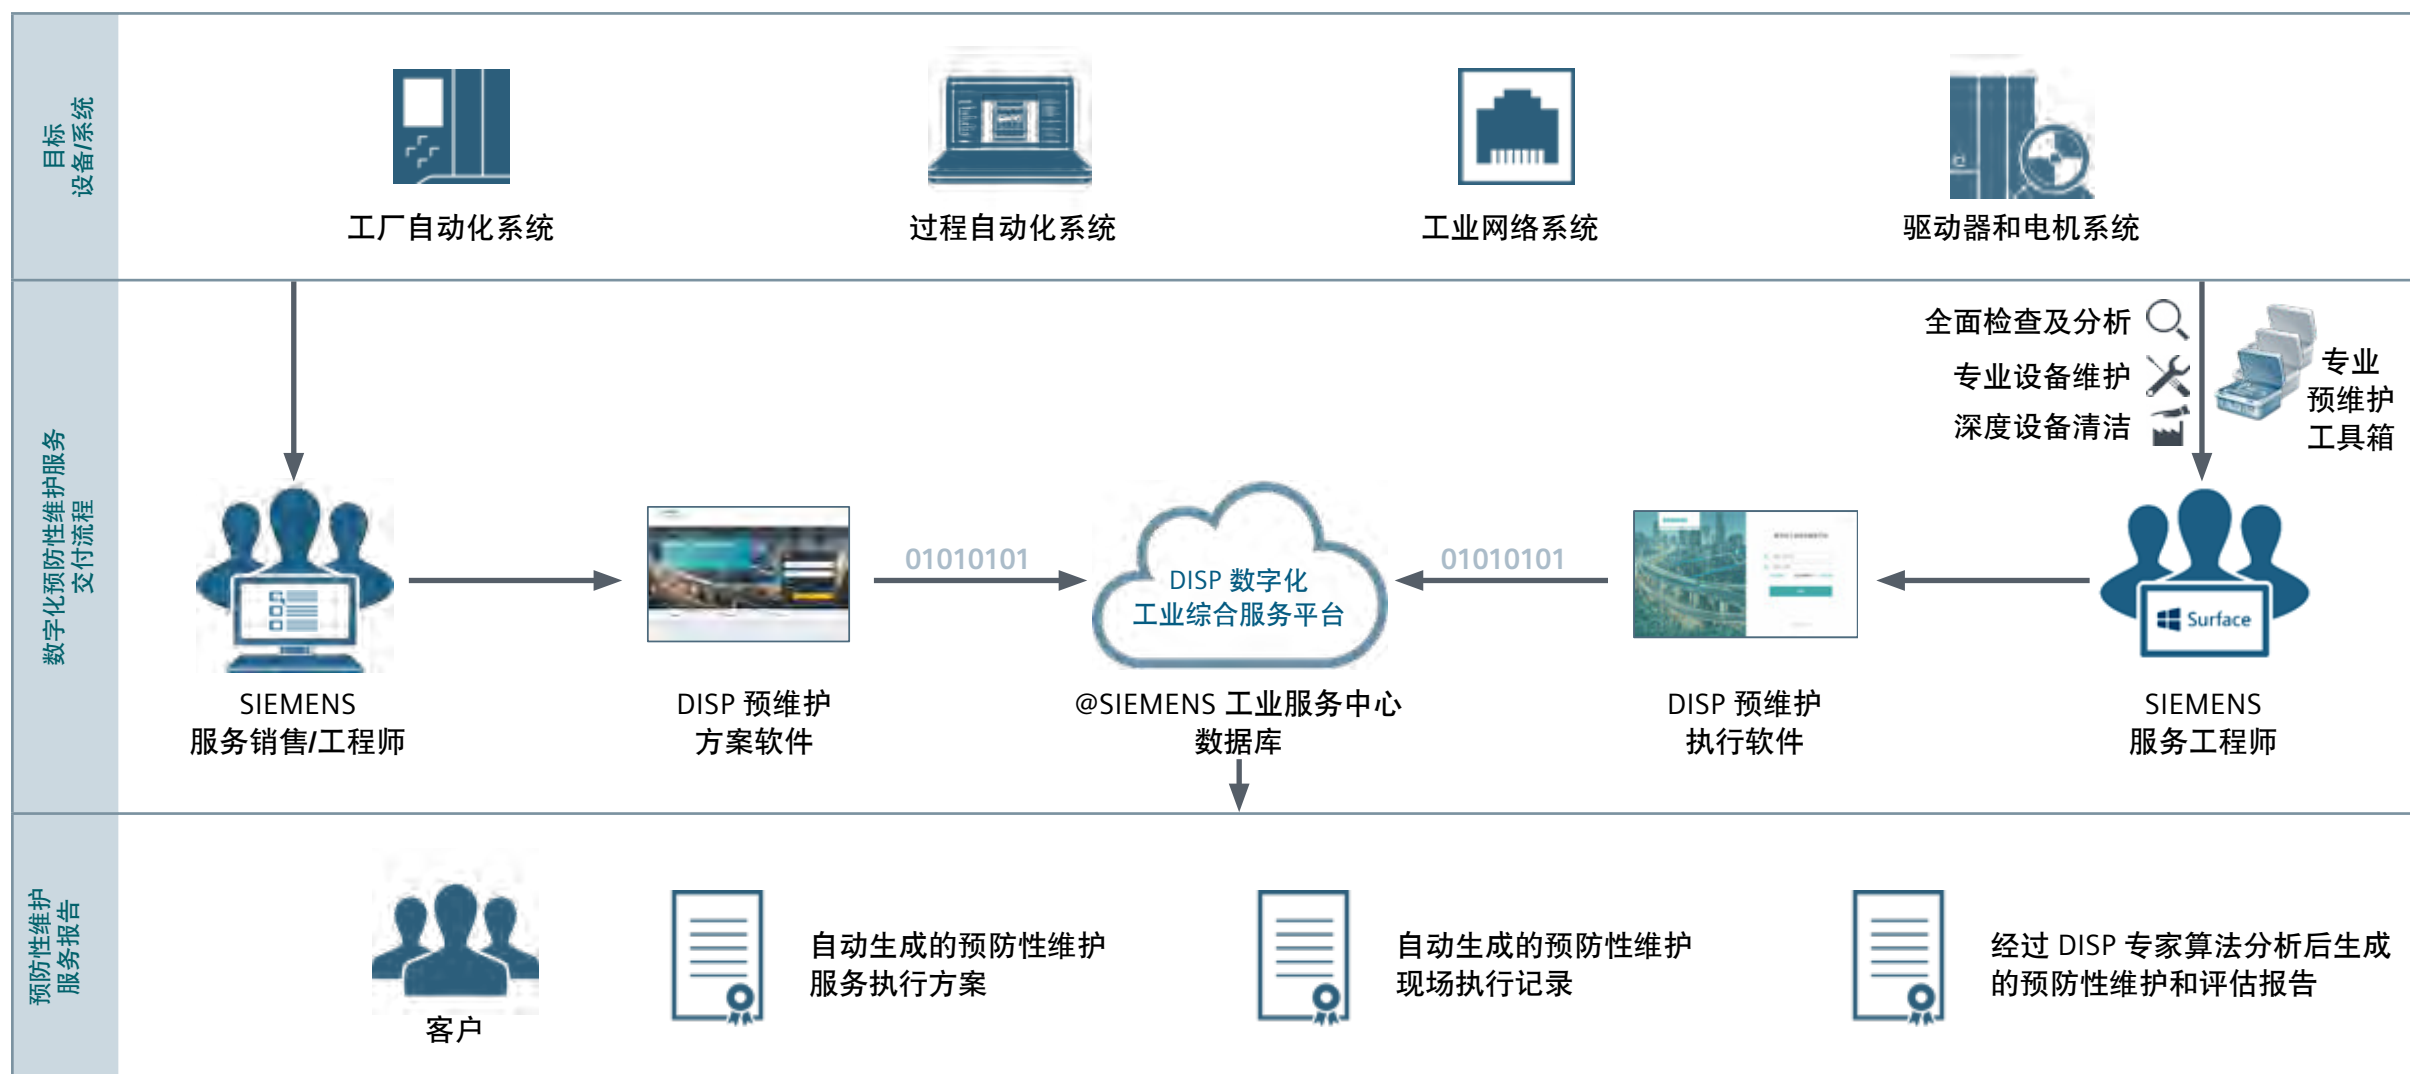 目标
设备/系统
工厂自动化系统
过程自动化系统
工业网络系统
驱动器和电机系统
数字化预防性维护服务
交付流程
全面检查及分析
专业设备维护
深度设备清洁
专业
预维护
工具箱
01010101
DISP 数字化
工业综合服务平台
01010101
Surface
SIEMENS
服务销售/工程师
DISP 预维护
方案软件
@SIEMENS 工业服务中心
数据库
DISP 预维护
执行软件
SIEMENS
服务工程师
预防性维护
服务报告
客户
自动生成的预防性维护
服务执行方案
自动生成的预防性维护
现场执行记录
经过 DISP 专家算法分析后生成
的预防性维护和评估报告